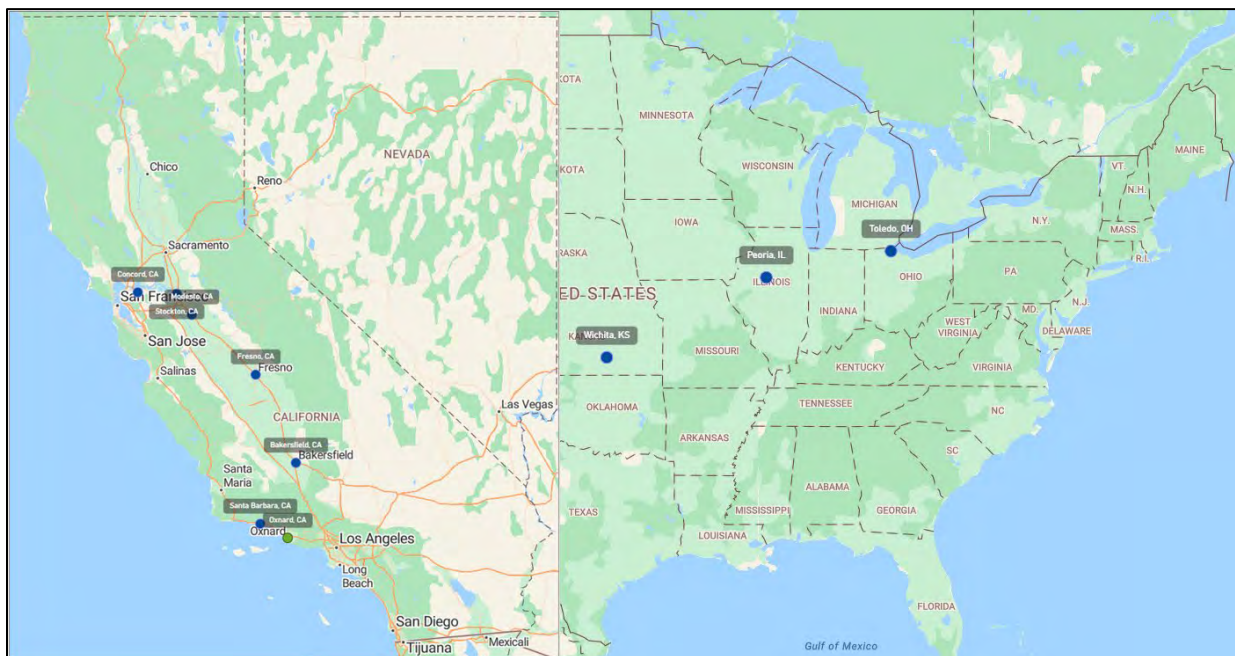 Chico
NEVADA
Reno
Sacramento
Concord, CA
San Francisco
Modesto, CA
Stockton, CA
San Jose
Salinas
Fresno, CA
Fresno
Las Vegas
CALIFORNIA
Bakersfield, CA
Bakersfield
Santa
Maria
Santa Barbara, CA
Oxnard, CA
Oxnard
Los Angeles
Long
Beach
San Diego
Tijuana
Mexicali
KOTA
MINNESOTA
KOTA
WISCONSIN
MICHIGAN
MAINE
VT.
N.H.
N.Y.
MASS.
R.I.
IOWA
Toledo, OH
RASKA
Peoria, IL
ILLINOIS
OHIO
PA
ED STATES
INDIANA
N.J.
MD
DELAWARE
WEST
VIRGINIA
Wichita, KS
KANSAS
MISSOURI
KENTUCKY
VIRGINIA
OKLAHOMA
TENNESSEE
NC
ARKANSAS
SC
TEXAS
MISSISSIPPI
ALABAMA
GEORGIA
LOUISIANA
FLORIDA
Gulf of Mexico